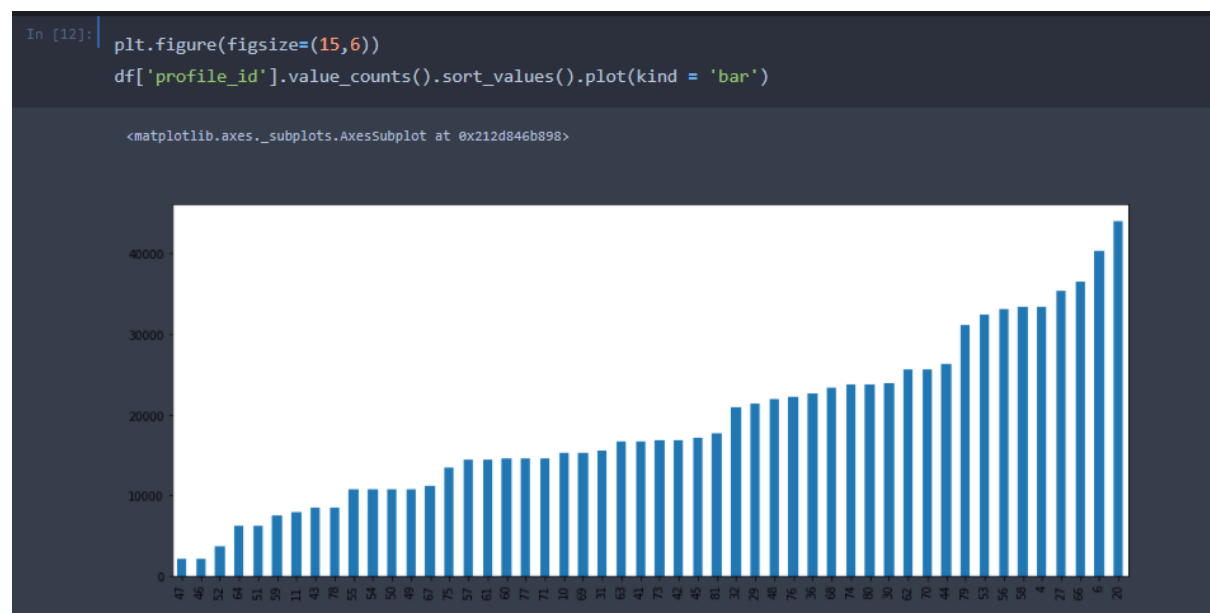 In [12]:
plt.figure(figsize=(15,6))
df['profile_id'].value_counts().sort_values().plot(kind = 'bar')
<matplotlib.axes._subplots.AxesSubplot at 0x212d846b898>
40000
30000
20000
10000
0
47 46 52 64 51 59 11 43 78 55 54 50 49 67 75 57 61 60 77 71 10 69 31 63 41 73 42 45 81 32 29 48 76 36 68 74 80 30 62 70 44 79 53 56 58 4 27 66 6 20